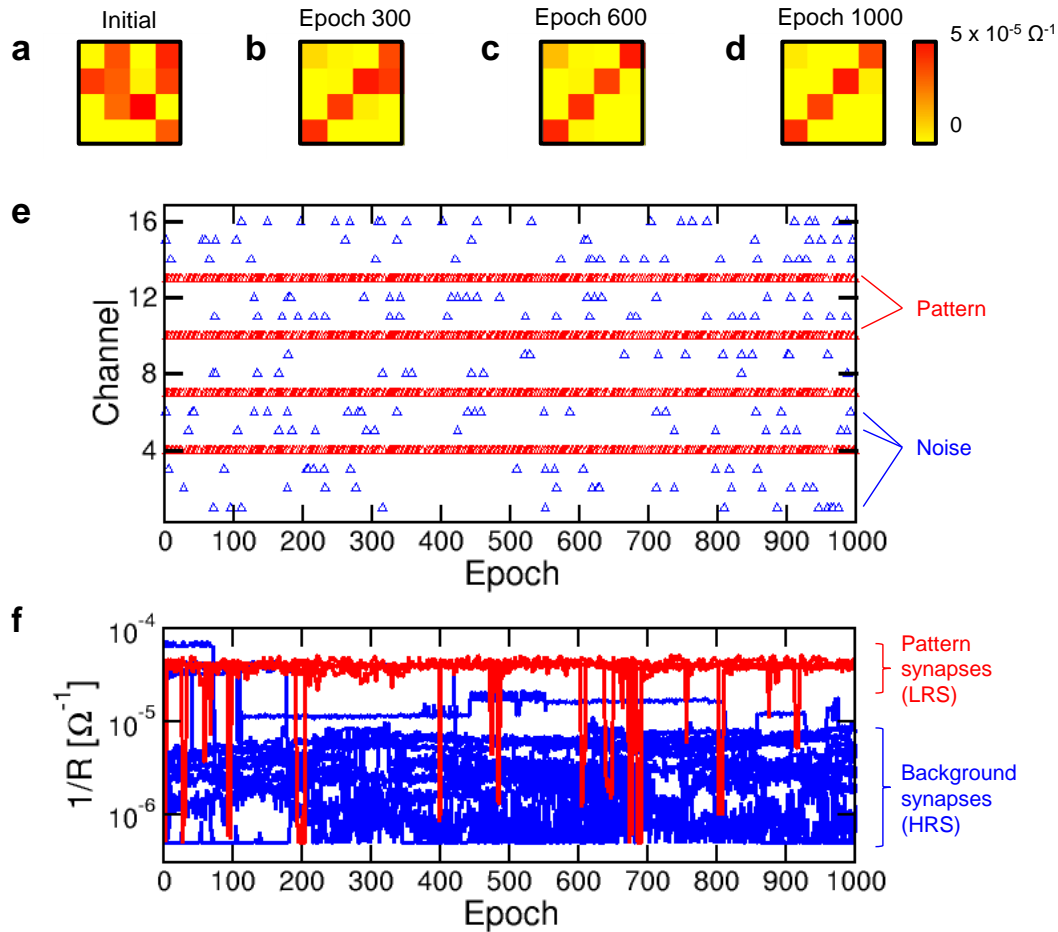 Initial
Epoch 300
Epoch 600
Epoch 1000
a
b
c
d
5 x 10⁻⁵ Ω⁻¹
0
e
16
12
8
4
Channel
0 100 200 300 400 500 600 700 800 900 1000
Epoch
Pattern
Noise
f
10⁻⁴
10⁻⁵
10⁻⁶
1/R [Ω⁻¹]
0 100 200 300 400 500 600 700 800 900 1000
Epoch
Pattern
synapses
(LRS)
Background
synapses
(HRS)